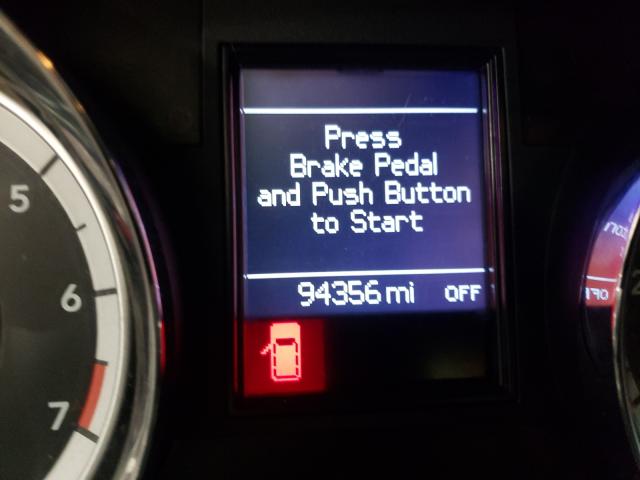 Press
Brake Pedal
and Push Button
to Start
94356 mi OFF
5
6
7